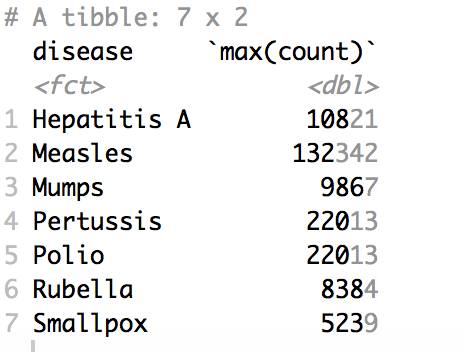 # A tibble: 7 x 2
disease `max(count)`
<fct> <dbl>
1 Hepatitis A 10821
2 Measles 132342
3 Mumps 9867
4 Pertussis 22013
5 Polio 22013
6 Rubella 8384
7 Smallpox 5239